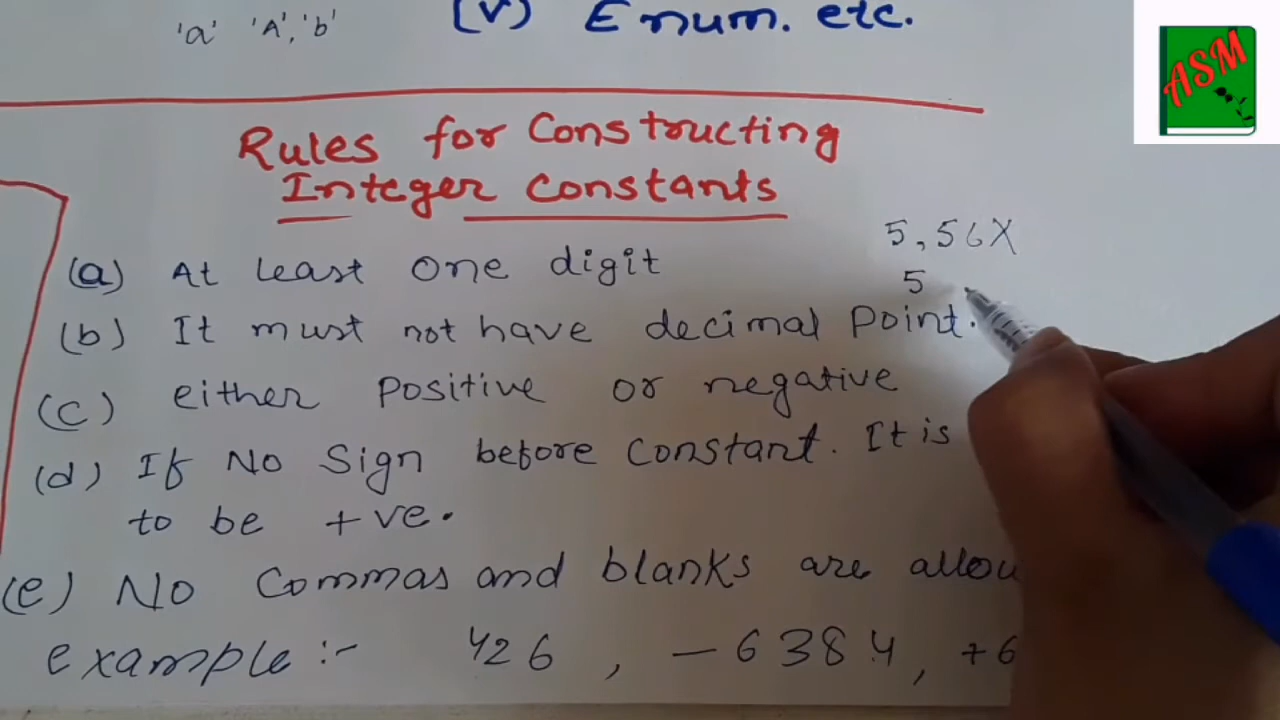 'a' 'A', 'b'
(V) Enum. etc.
ASM
Rules for Constructing
Integer Constants
5,56X
(a) At least one digit
5
(b) It must not have decimal Point.
(c) either Positive or negative
(d) If No Sign before Constant. It is
to be +ve.
(e) No Commas and blanks are allow
example :- 426 , -6384, +6